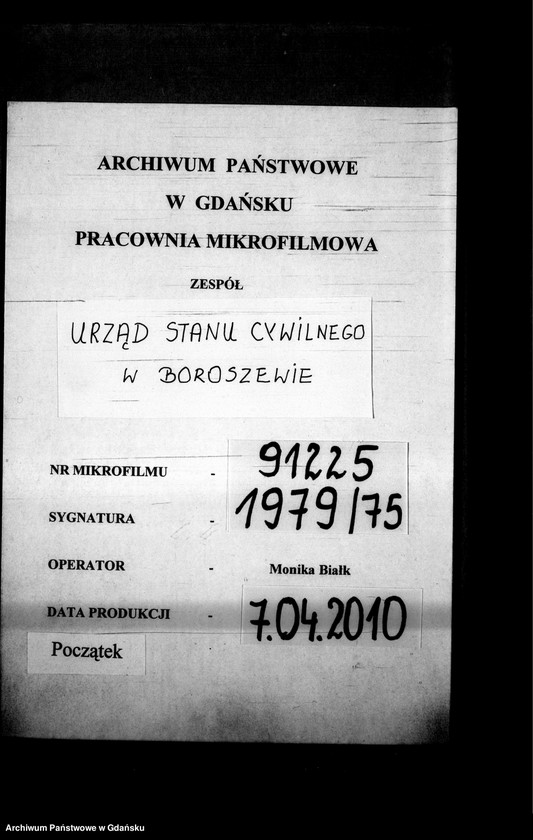 ARCHIWUM PAŃSTWOWE
W GDAŃSKU
PRACOWNIA MIKROFILMOWA
ZESPÓŁ
URZĄD STANU CYWILNEGO
W BOROSZEWIE
NR MIKROFILMU - 91225
SYGNATURA - 1979/75
OPERATOR - Monika Białk
DATA PRODUKCJI - 7.04.2010
Początek
Archiwum Państwowe w Gdańsku